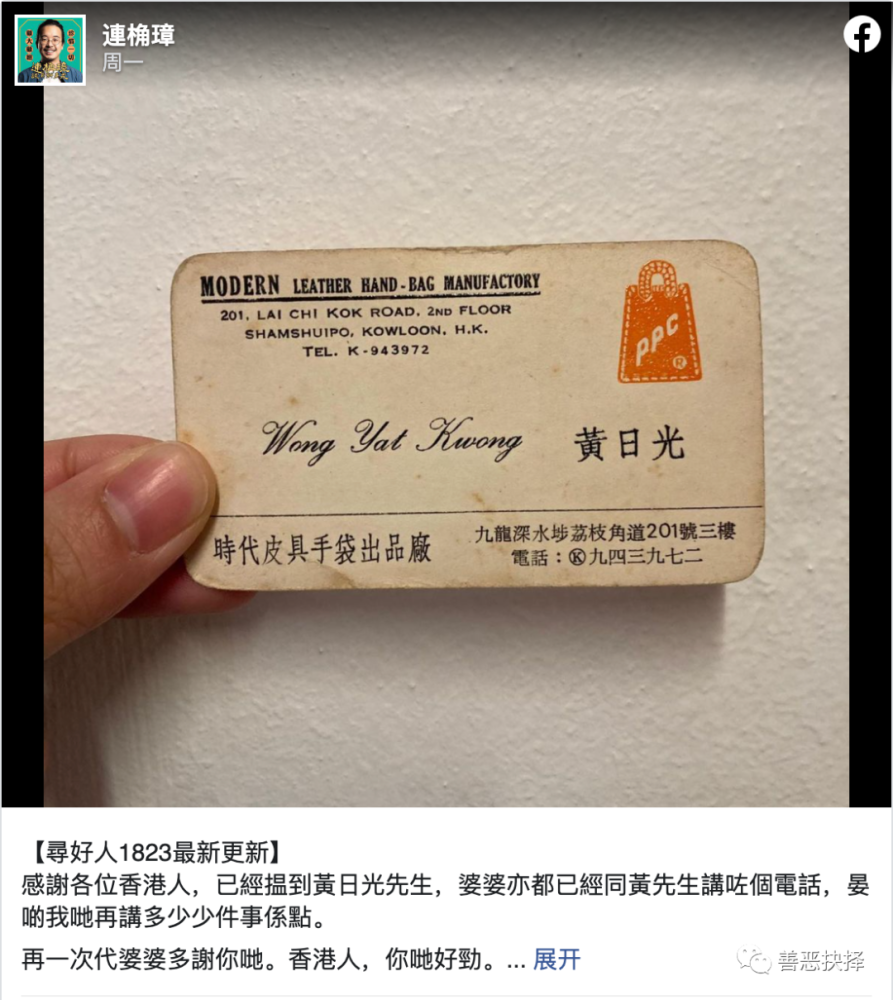 連桷璋
周一
MODERN LEATHER HAND-BAG MANUFACTORY
201, LAI CHI KOK ROAD, 2ND FLOOR
SHAMSHUIPO, KOWLOON, H.K.
TEL. K-943972
PPC
®
Wong Yat Kwong 黃日光
時代皮具手袋出品廠
九龍深水埗荔枝角道201號三樓
電話：Ⓚ九四三九七二
【尋好人1823最新更新】
感謝各位香港人，已經搵到黃日光先生，婆婆亦都已經同黃先生講咗個電話，晏
啲我哋再講多少少件事係點。
再一次代婆婆多謝你哋。香港人，你哋好勁。... 展开
善恶抉择